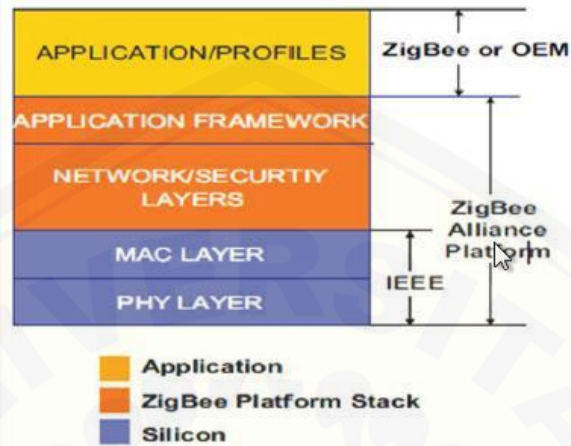 APPLICATION/PROFILES
ZigBee or OEM
APPLICATION FRAMEWORK
NETWORK/SECURTIY
LAYERS
ZigBee
Alliance
Platform
MAC LAYER
IEEE
PHY LAYER
Application
ZigBee Platform Stack
Silicon